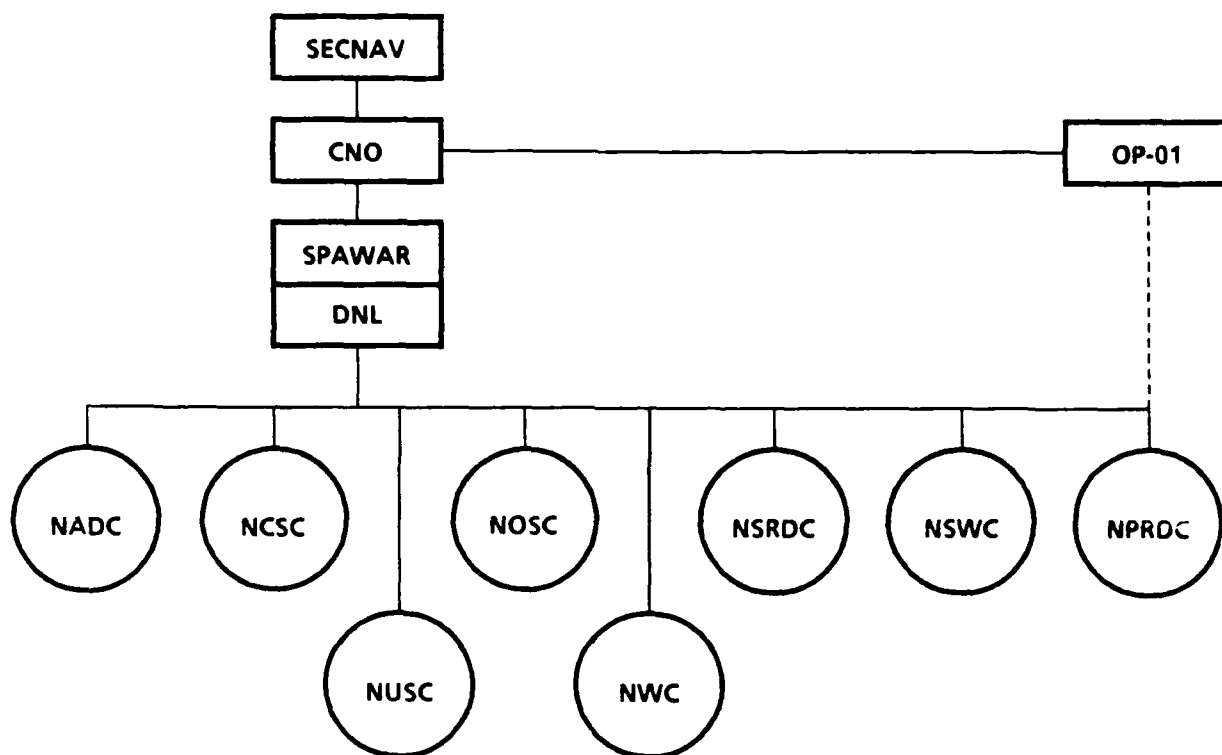 SECNAV
CNO
OP-01
SPAWAR
DNL
NADC
NCSC
NOSC
NSRDC
NSWC
NPRDC
NUSC
NWC